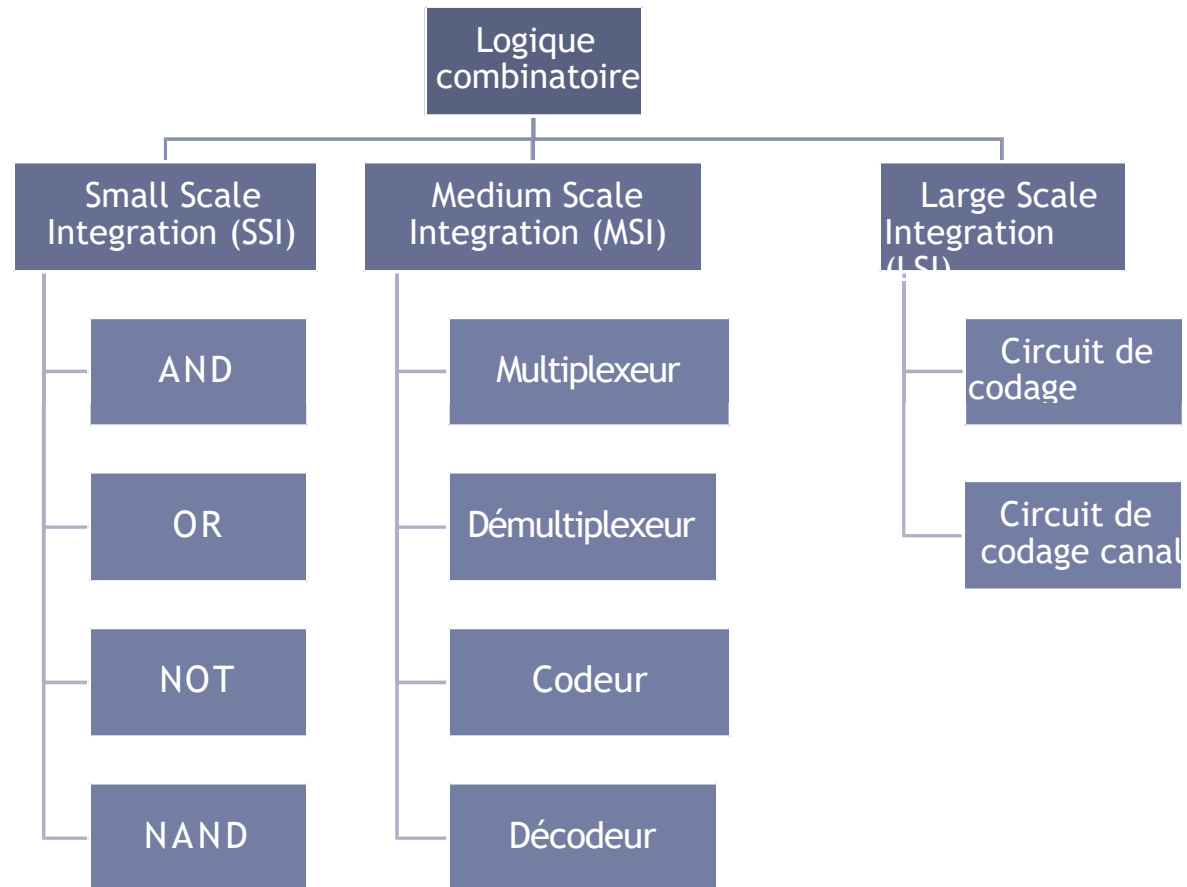 Logique
combinatoire
Small Scale
Integration (SSI)
Medium Scale
Integration (MSI)
Large Scale
Integration
(LSI)
AND
OR
NOT
NAND
Multiplexeur
Démultiplexeur
Codeur
Décodeur
Circuit de
codage
Circuit de
codage canal